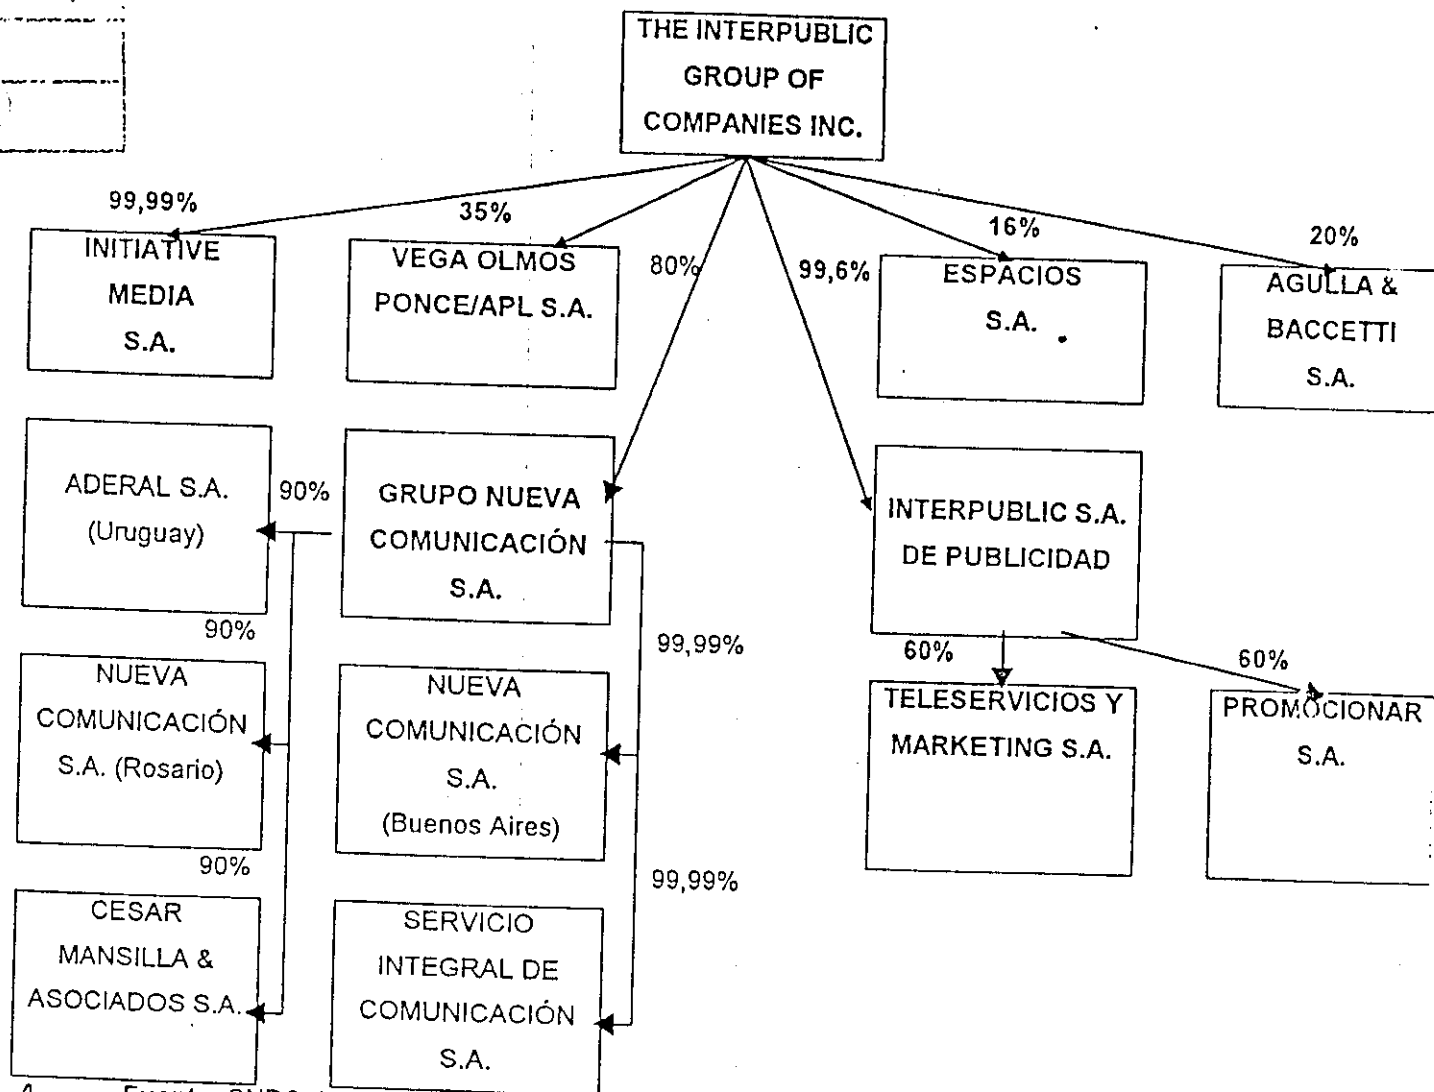 THE INTERPUBLIC
GROUP OF
COMPANIES INC.
99,99%
35%
80%
99,6%
16%
20%
INITIATIVE
MEDIA
S.A.
VEGA OLMOS
PONCE/APL S.A.
ESPACIOS
S.A.
AGULLA &
BACCETTI
S.A.
ADERAL S.A.
(Uruguay)
90%
GRUPO NUEVA
COMUNICACIÓN
S.A.
INTERPUBLIC S.A.
DE PUBLICIDAD
90%
99,99%
60%
60%
NUEVA
COMUNICACIÓN
S.A. (Rosario)
NUEVA
COMUNICACIÓN
S.A.
(Buenos Aires)
TELESERVICIOS Y
MARKETING S.A.
PROMOCIONAR
S.A.
90%
99,99%
CESAR
MANSILLA &
ASOCIADOS S.A.
SERVICIO
INTEGRAL DE
COMUNICACIÓN
S.A.